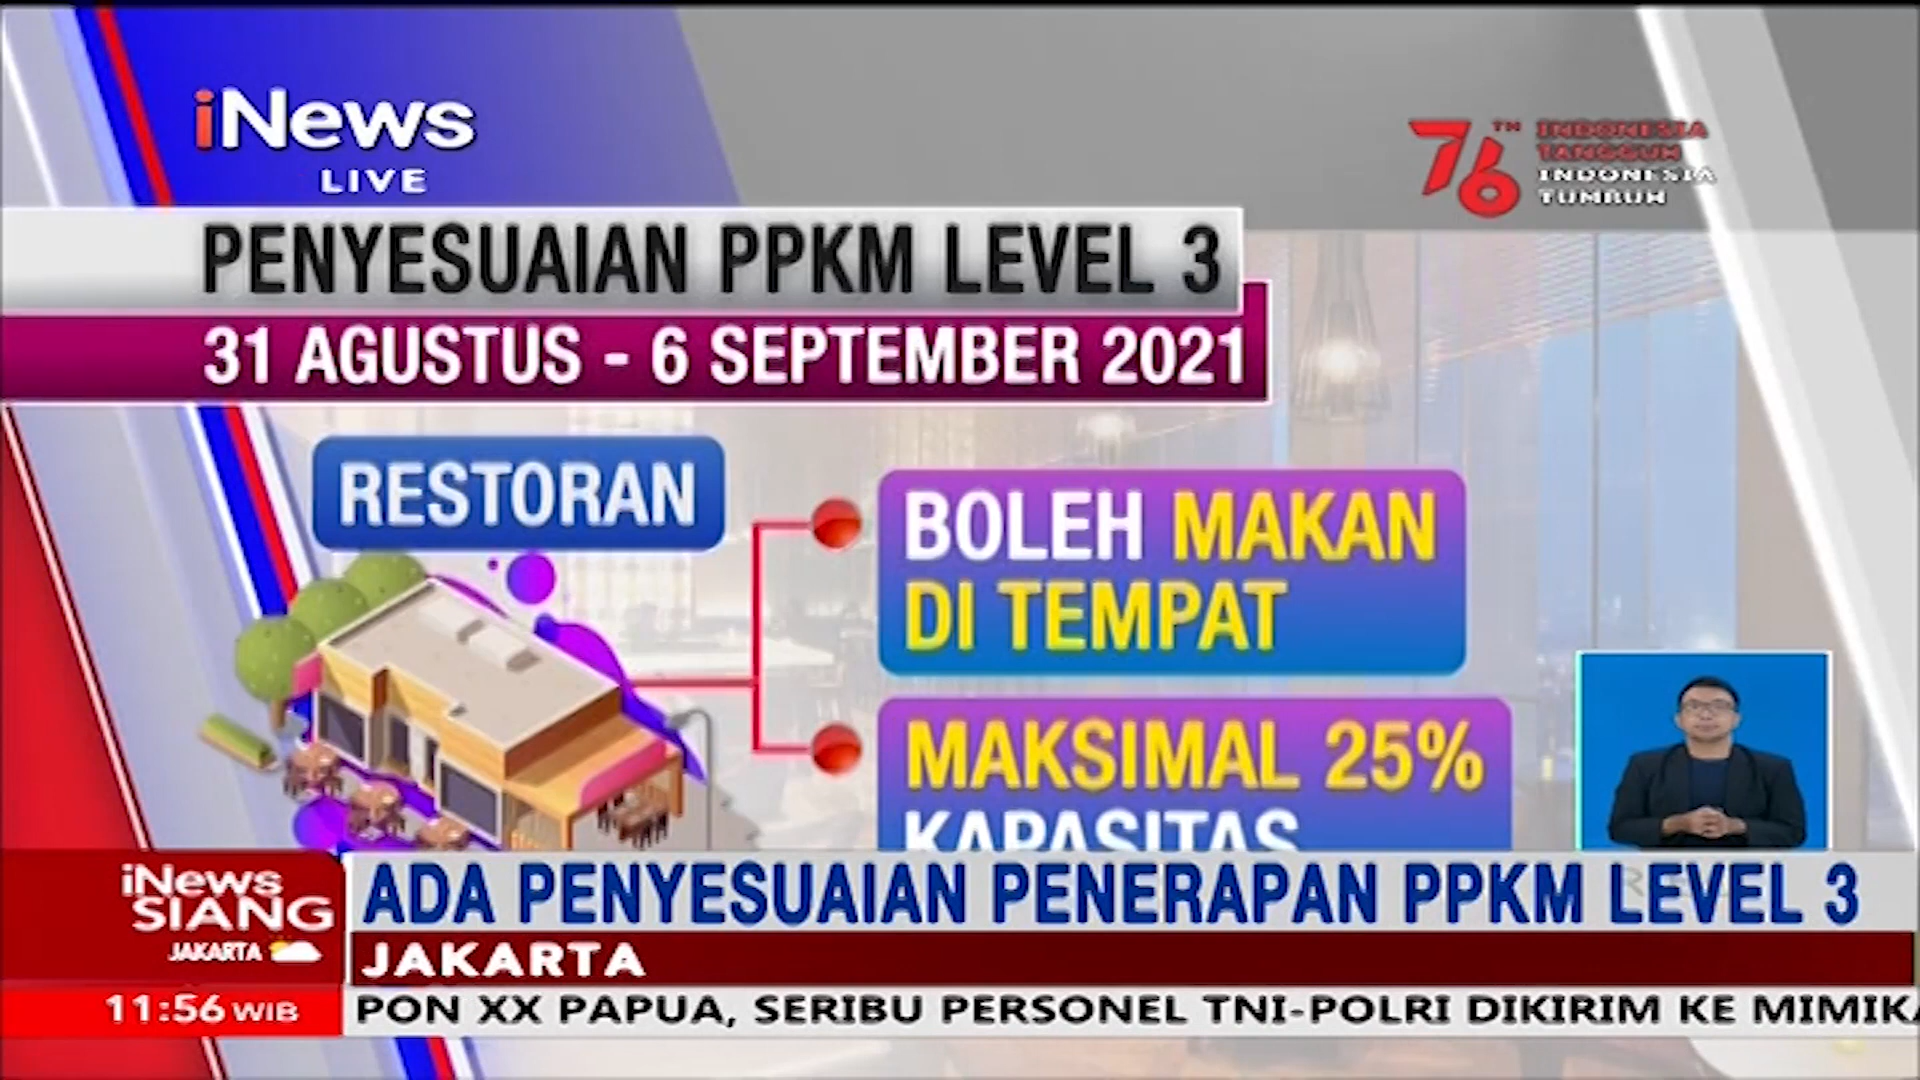 iNews
LIVE
76 TH INDONESIA
TANGGUH
INDONESIA
TUMBUH
PENYESUAIAN PPKM LEVEL 3
31 AGUSTUS - 6 SEPTEMBER 2021
RESTORAN
BOLEH MAKAN
DI TEMPAT
MAKSIMAL 25%
KAPASITAS
iNews
SIANG
JAKARTA
ADA PENYESUAIAN PENERAPAN PPKM LEVEL 3
JAKARTA
11:56 WIB
PON XX PAPUA, SERIBU PERSONEL TNI-POLRI DIKIRIM KE MIMIKA